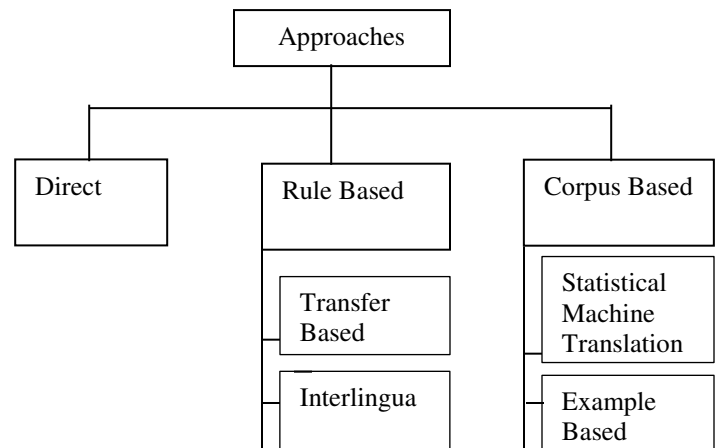 Approaches
Direct
Rule Based
Corpus Based
Transfer
Based
Interlingua
Statistical
Machine
Translation
Example
Based